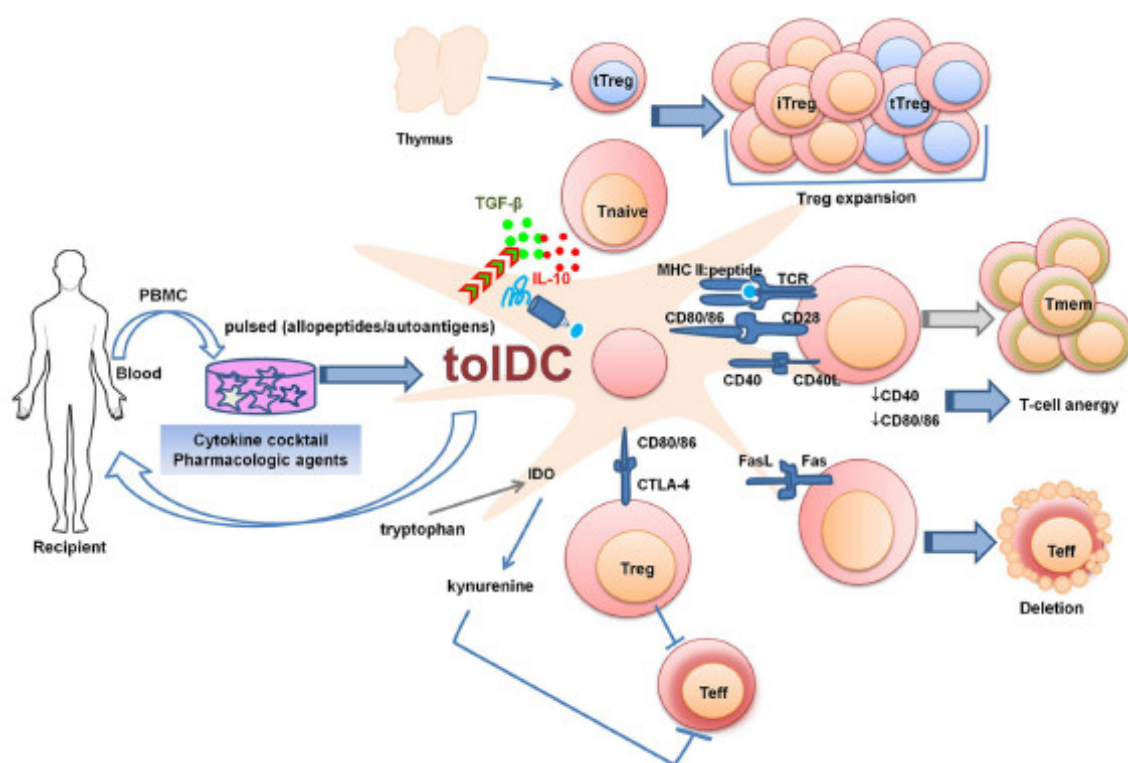 Thymus
tTreg
iTreg
tTreg
Treg expansion
Tnaive
TGF-β
IL-10
MHC II:peptide
TCR
CD80/86
CD28
CD40
CD40L
Tmem
↓CD40
↓CD80/86
T-cell anergy
PBMC
Blood
pulsed (allopeptides/autoantigens)
tolDC
Cytokine cocktail
Pharmacologic agents
Recipient
IDO
tryptophan
kynurenine
CD80/86
CTLA-4
Treg
Teff
FasL
Fas
Teff
Deletion